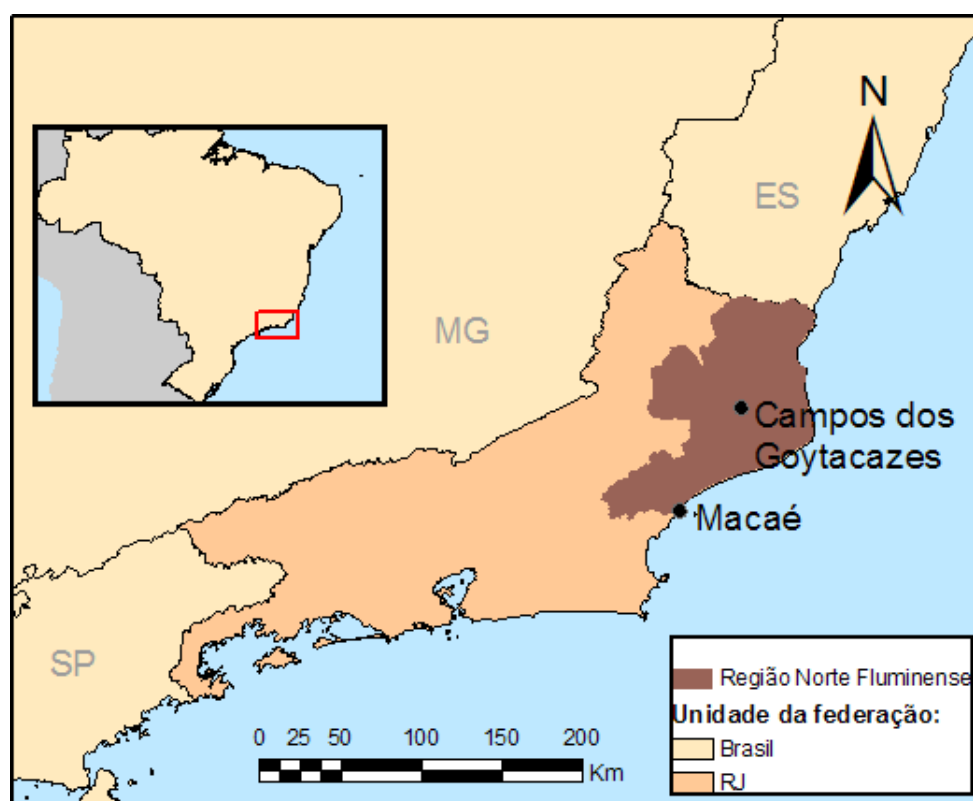 N
ES
MG
Campos dos
Goytacazes
Macaé
SP
0 25 50 100 150 200
Km
Região Norte Fluminense
Unidade da federação:
Brasil
RJ